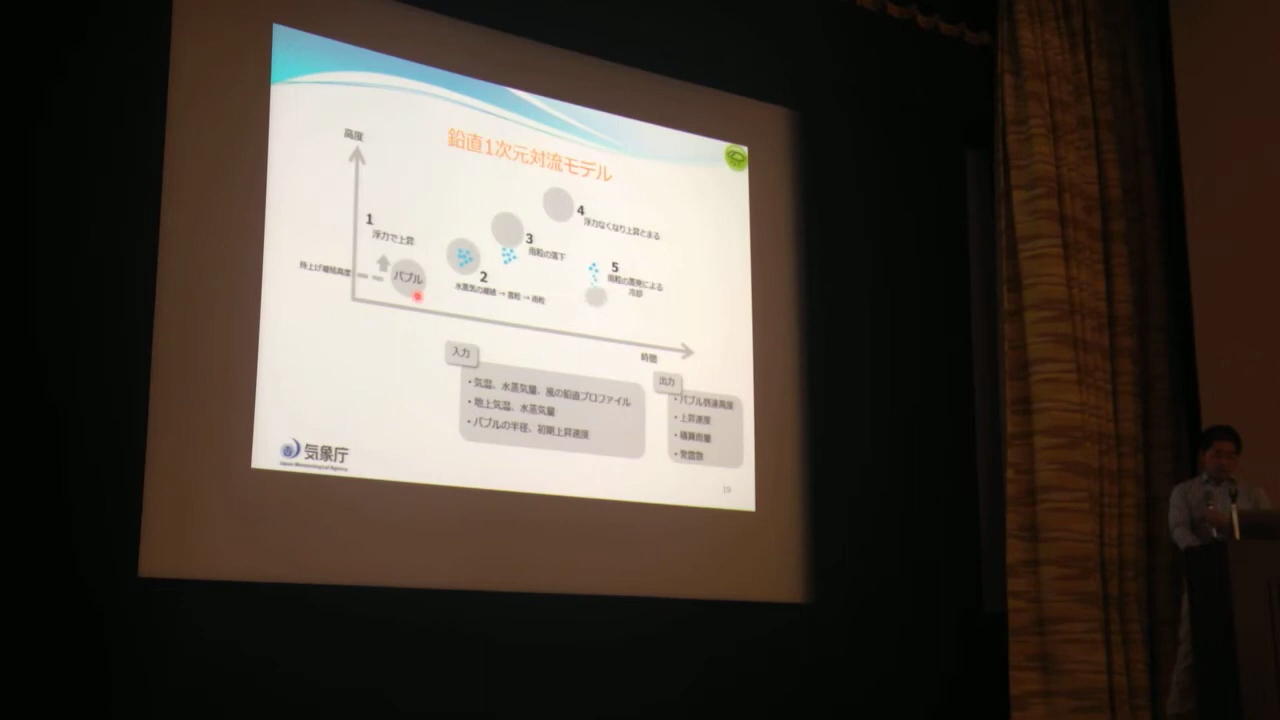 鉛直1次元対流モデル
高度
1
浮力で上昇
持上げ凝結高度
バブル
2
水蒸気の凝結 → 雲粒 → 雨粒
3
雨粒の落下
4
浮力なくなり上昇とまる
5
雨粒の蒸発による
冷却
時間
入力
・気温、水蒸気量、風の鉛直プロファイル
・地上気温、水蒸気量
・バブルの半径、初期上昇速度
出力
・バブル到達高度
・上昇速度
・積算雨量
・発雷数
気象庁
Japan Meteorological Agency
19